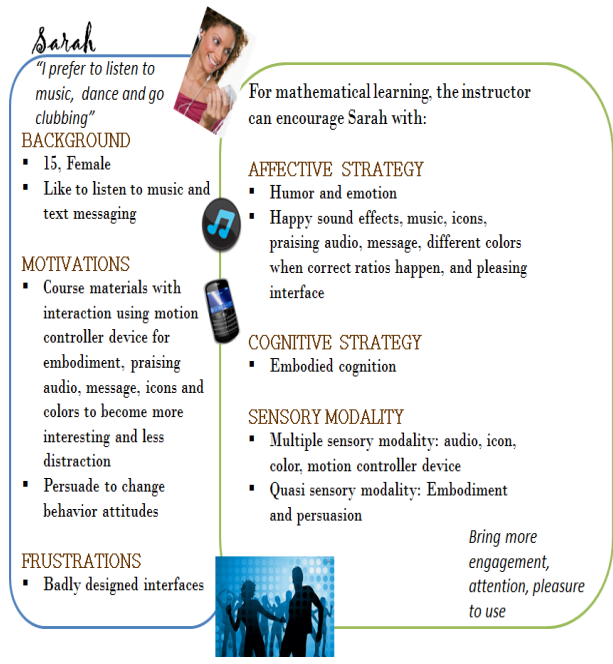 Sarah
“I prefer to listen to
music, dance and go
clubbing”
BACKGROUND
▪ 15, Female
▪ Like to listen to music and
text messaging
MOTIVATIONS
▪ Course materials with
interaction using motion
controller device for
embodiment, praising
audio, message, icons and
colors to become more
interesting and less
distraction
▪ Persuade to change
behavior attitudes
FRUSTRATIONS
▪ Badly designed interfaces
For mathematical learning, the instructor
can encourage Sarah with:
AFFECTIVE STRATEGY
▪ Humor and emotion
▪ Happy sound effects, music, icons,
praising audio, message, different colors
when correct ratios happen, and pleasing
interface
COGNITIVE STRATEGY
▪ Embodied cognition
SENSORY MODALITY
▪ Multiple sensory modality: audio, icon,
color, motion controller device
▪ Quasi sensory modality: Embodiment
and persuasion
Bring more
engagement,
attention, pleasure
to use